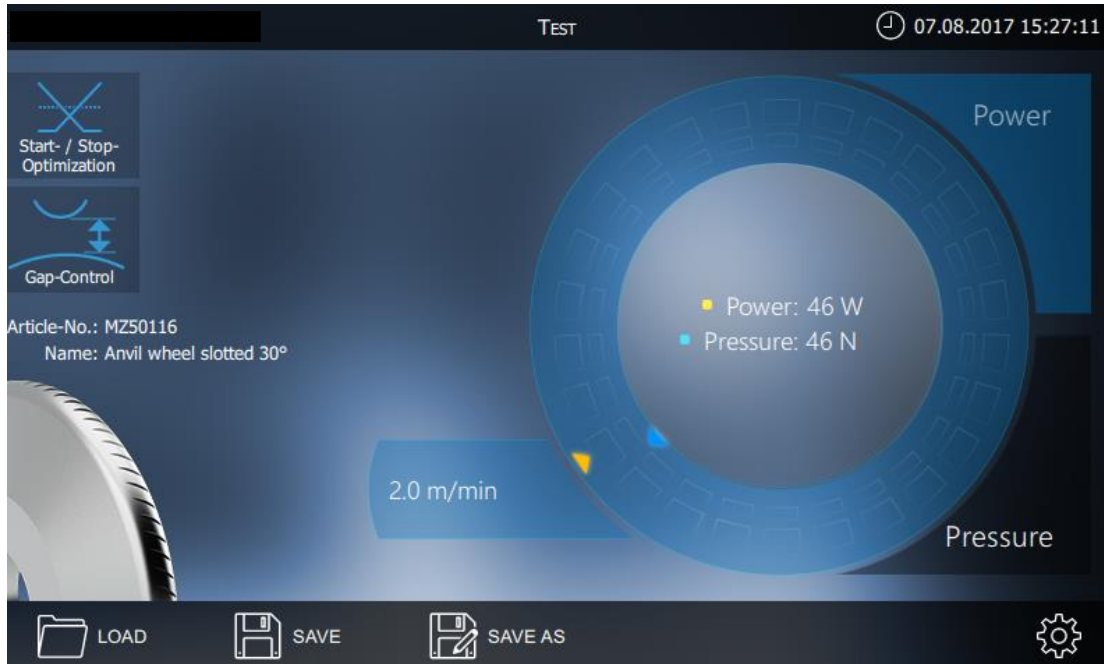 TEST
07.08.2017 15:27:11
Start- / Stop-
Optimization
Gap-Control
Article-No.: MZ50116
Name: Anvil wheel slotted 30°
Power
Power: 46 W
Pressure: 46 N
2.0 m/min
Pressure
LOAD
SAVE
SAVE AS